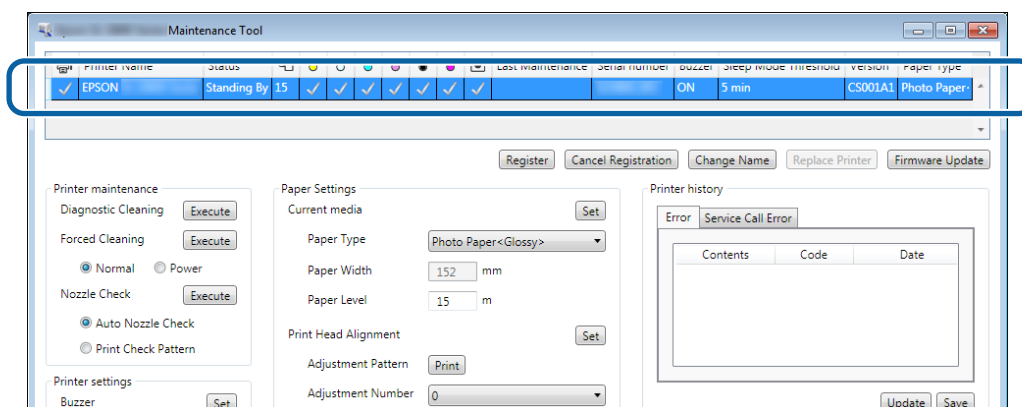 Maintenance Tool
Printer Name Status Last Maintenance Serial number Buzzer Sleep Mode Threshold Version Paper Type
EPSON Standing By 15 ON 5 min CS001A1 Photo Paper·
Register Cancel Registration Change Name Replace Printer Firmware Update
Printer maintenance
Diagnostic Cleaning Execute
Forced Cleaning Execute
Normal Power
Nozzle Check Execute
Auto Nozzle Check
Print Check Pattern
Printer settings
Buzzer Set
Paper Settings
Current media Set
Paper Type Photo Paper<Glossy>
Paper Width 152 mm
Paper Level 15 m
Print Head Alignment Set
Adjustment Pattern Print
Adjustment Number 0
Printer history
Error Service Call Error
Contents Code Date
Update Save